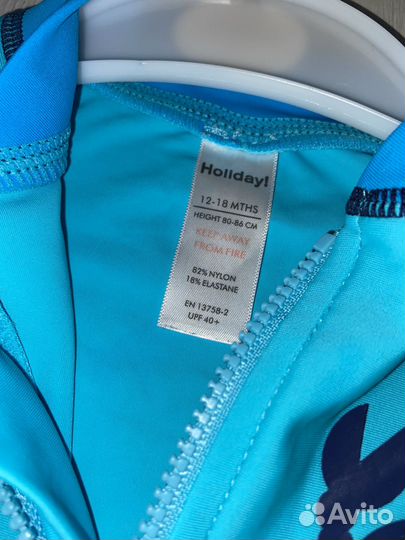 Holiday!
12-18 MTHS
HEIGHT 80-86 CM
KEEP AWAY
FROM FIRE
82% NYLON
18% ELASTANE
EN 13758-2
UPF 40+
Avito